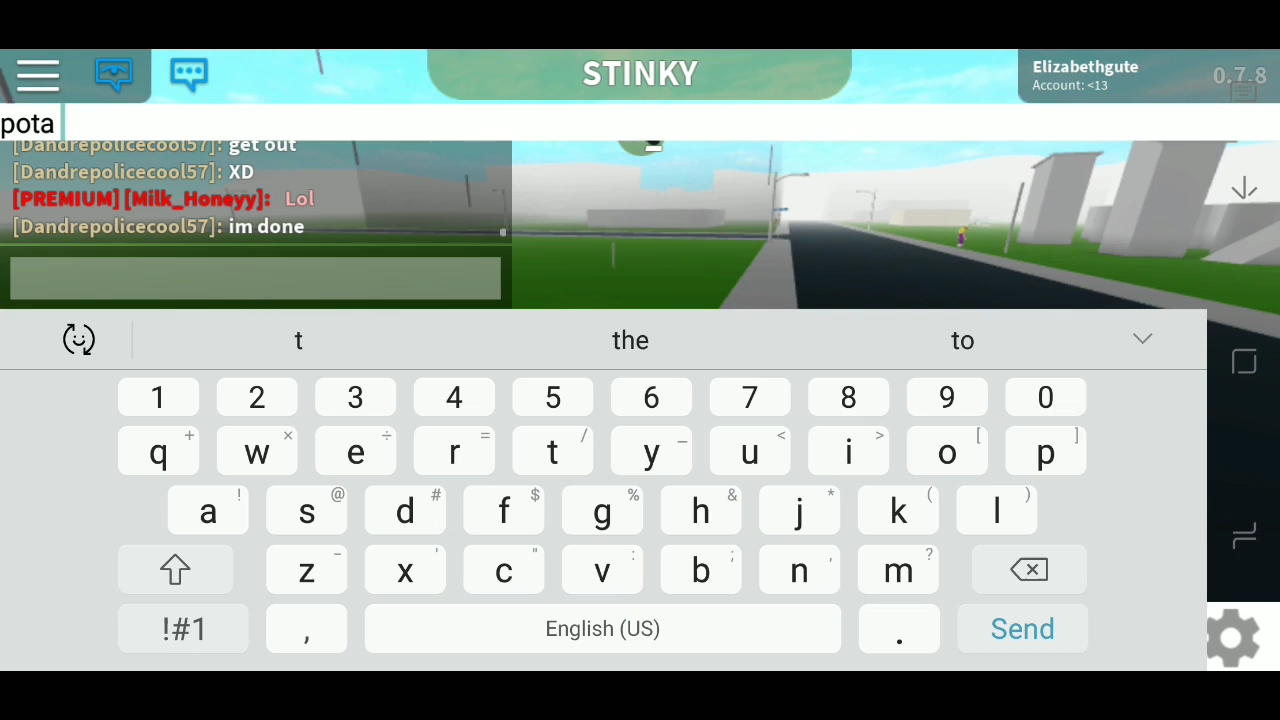 STINKY
Elizabethgute
Account: <13
0.7.8
pota
[Dandrepolicecool57]: get out
[Dandrepolicecool57]: XD
[PREMIUM] [Milk_Honeyy]: Lol
[Dandrepolicecool57]: im done
t the to
1 2 3 4 5 6 7 8 9 0
q + w × e ÷ r = t / y _ u < i > o [ p ]
a ! s @ d # f $ g % h & j * k ( l )
z - x ' c " v : b ; n , m ?
!#1 , English (US) . Send